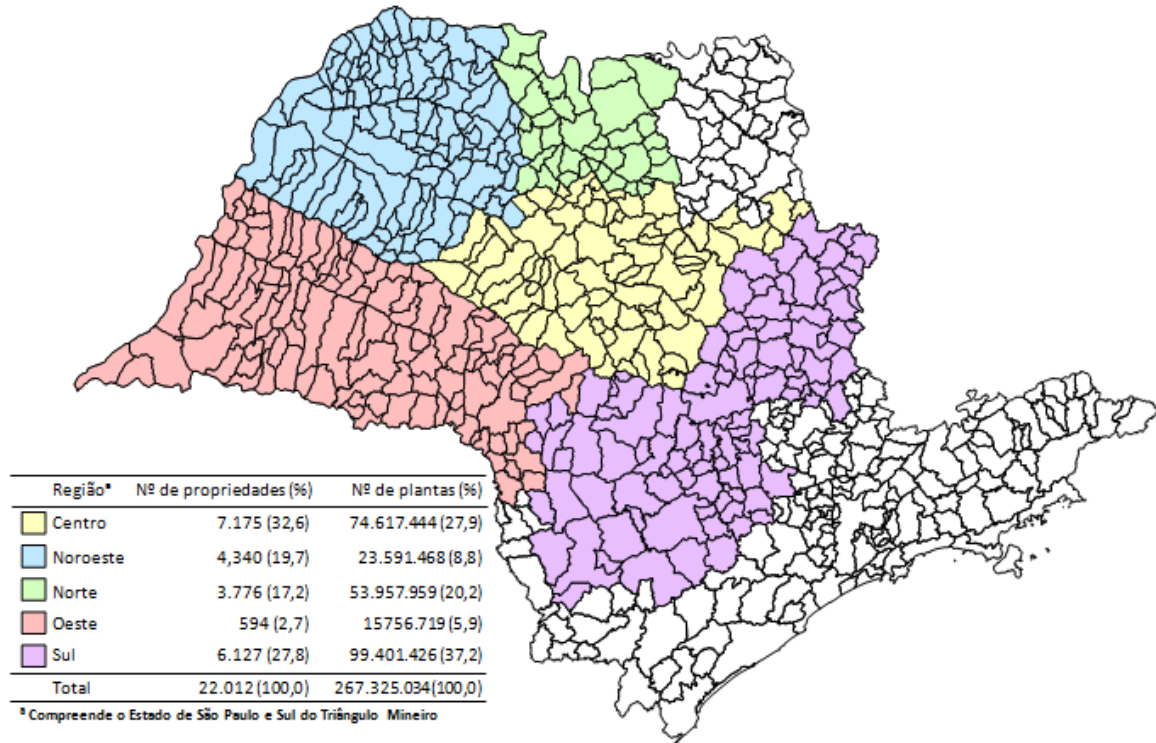 Regiãoª Nº de propriedades (%) Nº de plantas (%)
Centro 7.175 (32,6) 74.617.444 (27,9)
Noroeste 4,340 (19,7) 23.591.468 (8,8)
Norte 3.776 (17,2) 53.957.959 (20,2)
Oeste 594 (2,7) 15756.719 (5,9)
Sul 6.127 (27,8) 99.401.426 (37,2)
Total 22.012 (100,0) 267.325.034(100,0)
ª Compreende o Estado de São Paulo e Sul do Triângulo Mineiro